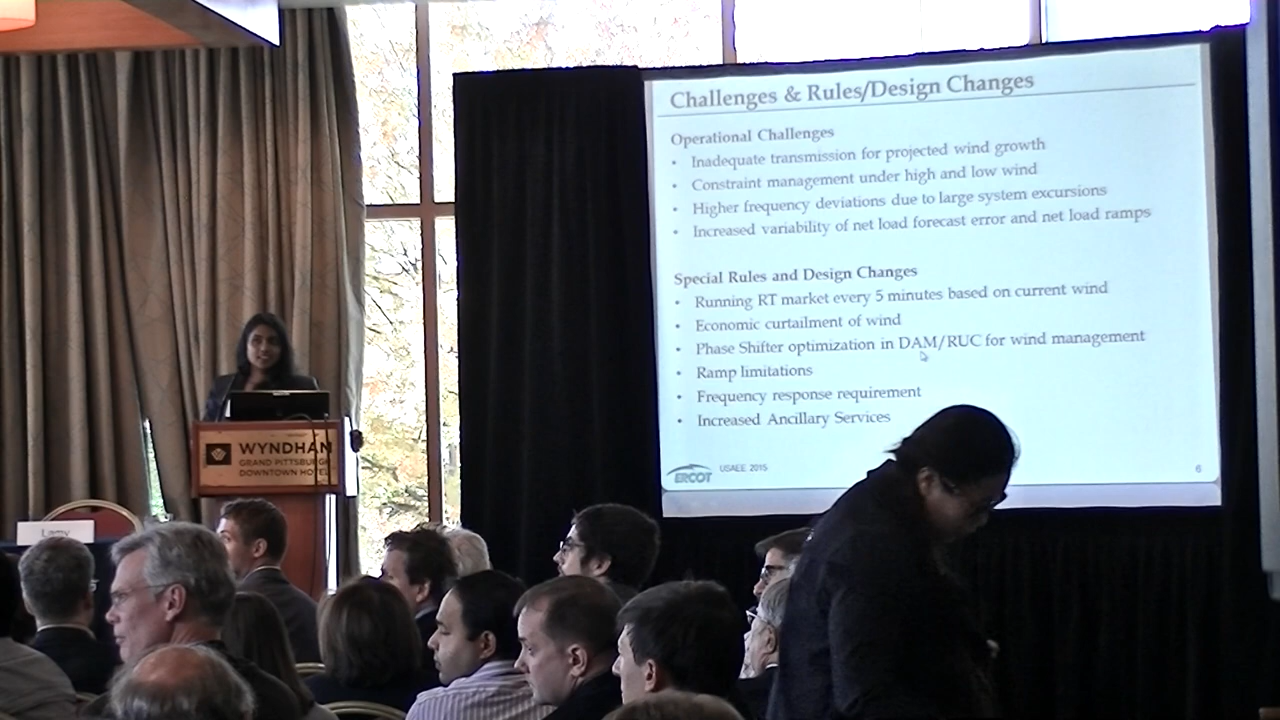 Challenges & Rules/Design Changes
Operational Challenges
• Inadequate transmission for projected wind growth
• Constraint management under high and low wind
• Higher frequency deviations due to large system excursions
• Increased variability of net load forecast error and net load ramps
Special Rules and Design Changes
• Running RT market every 5 minutes based on current wind
• Economic curtailment of wind
• Phase Shifter optimization in DAM/RUC for wind management
• Ramp limitations
• Frequency response requirement
• Increased Ancillary Services
ERCOT
USAEE 2015
6
WYNDHAM
GRAND PITTSBURGH
DOWNTOWN HOTEL
Lamy